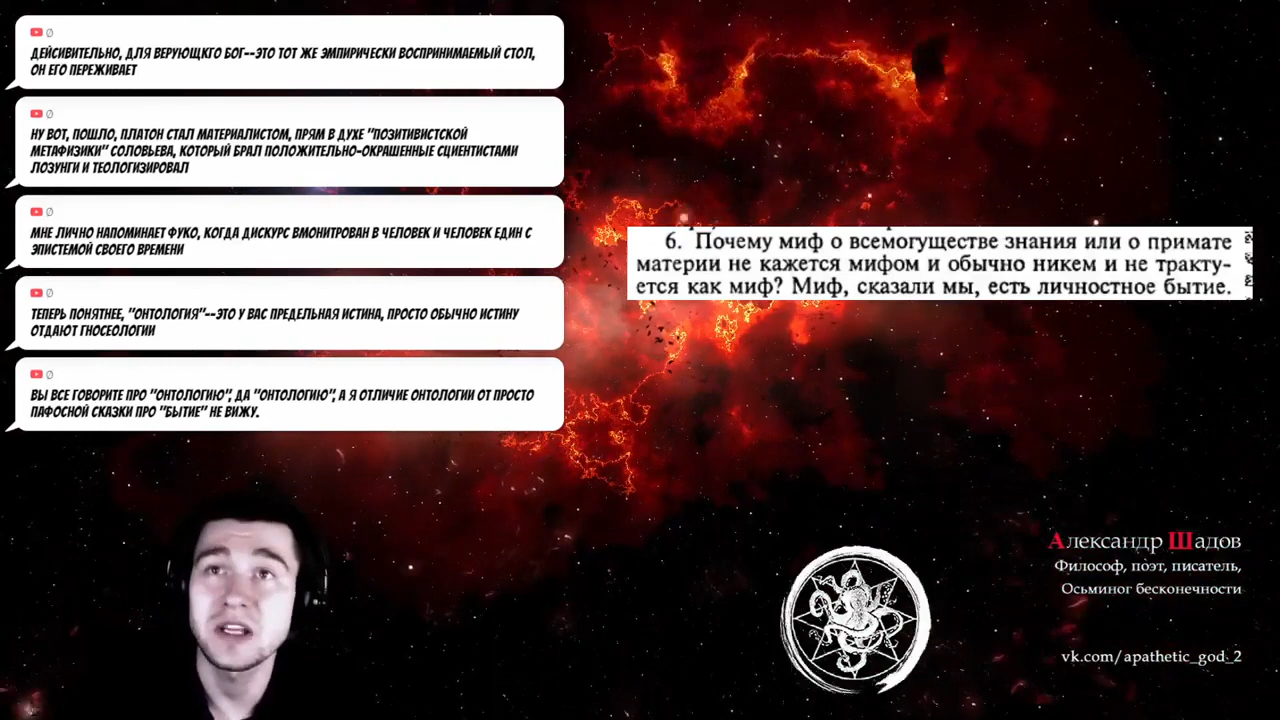 Ø
ДЕЙСИВИТЕЛЬНО, ДЛЯ ВЕРУЮЩКГО БОГ--ЭТО ТОТ ЖЕ ЭМПИРИЧЕСКИ ВОСПРИНИМАЕМЫЙ СТОЛ,
ОН ЕГО ПЕРЕЖИВАЕТ
Ø
НУ ВОТ, ПОШЛО, ПЛАТОН СТАЛ МАТЕРИАЛИСТОМ, ПРЯМ В ДУХЕ "ПОЗИТИВИСТСКОЙ
МЕТАФИЗИКИ" СОЛОВЬЕВА, КОТОРЫЙ БРАЛ ПОЛОЖИТЕЛЬНО-ОКРАШЕННЫЕ СЦИЕНТИСТАМИ
ЛОЗУНГИ И ТЕОЛОГИЗИРОВАЛ
Ø
МНЕ ЛИЧНО НАПОМИНАЕТ ФУКО, КОГДА ДИСКУРС ВМОНИТРОВАН В ЧЕЛОВЕК И ЧЕЛОВЕК ЕДИН С
ЭПИСТЕМОЙ СВОЕГО ВРЕМЕНИ
Ø
ТЕПЕРЬ ПОНЯТНЕЕ, "ОНТОЛОГИЯ"--ЭТО У ВАС ПРЕДЕЛЬНАЯ ИСТИНА, ПРОСТО ОБЫЧНО ИСТИНУ
ОТДАЮТ ГНОСЕОЛОГИИ
Ø
ВЫ ВСЕ ГОВОРИТЕ ПРО "ОНТОЛОГИЮ", ДА "ОНТОЛОГИЮ", А Я ОТЛИЧИЕ ОНТОЛОГИИ ОТ ПРОСТО
ПАФОСНОЙ СКАЗКИ ПРО "БЫТИЕ" НЕ ВИЖУ.
6. Почему миф о всемогуществе знания или о примате
материи не кажется мифом и обычно никем и не тракту-
ется как миф? Миф, сказали мы, есть личностное бытие.
Александр Шадов
Философ, поэт, писатель,
Осьминог бесконечности
vk.com/apathetic_god_2